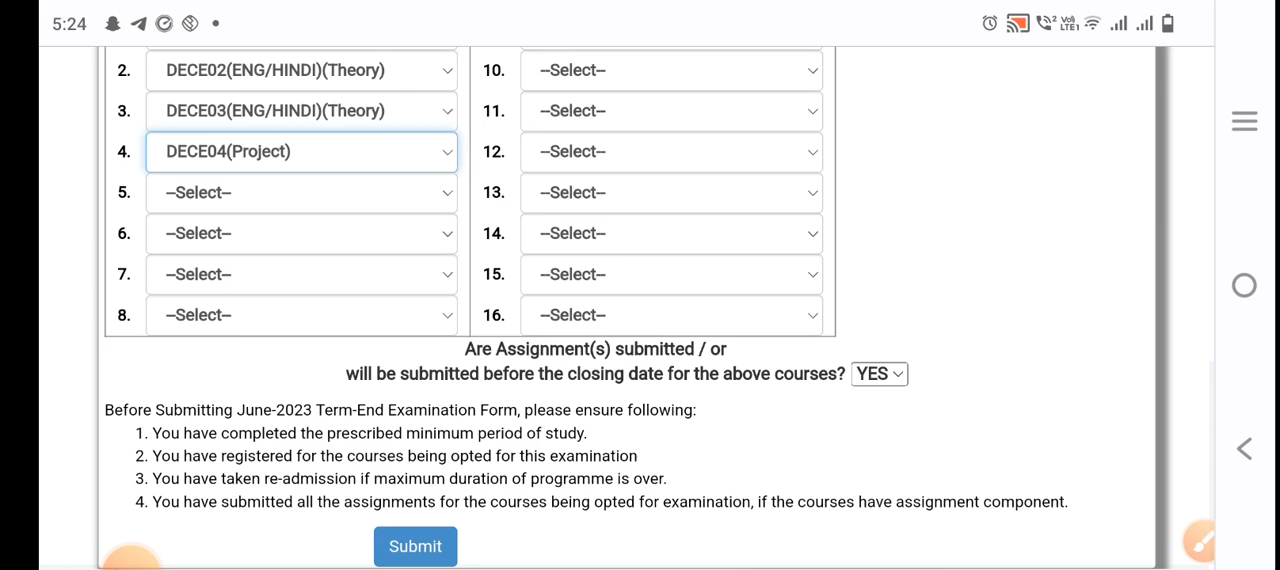 5:24
Vo) LTE1
2. DECE02(ENG/HINDI)(Theory) 10. --Select--
3. DECE03(ENG/HINDI)(Theory) 11. --Select--
4. DECE04(Project) 12. --Select--
5. --Select-- 13. --Select--
6. --Select-- 14. --Select--
7. --Select-- 15. --Select--
8. --Select-- 16. --Select--
Are Assignment(s) submitted / or
will be submitted before the closing date for the above courses? YES
Before Submitting June-2023 Term-End Examination Form, please ensure following:
1. You have completed the prescribed minimum period of study.
2. You have registered for the courses being opted for this examination
3. You have taken re-admission if maximum duration of programme is over.
4. You have submitted all the assignments for the courses being opted for examination, if the courses have assignment component.
Submit